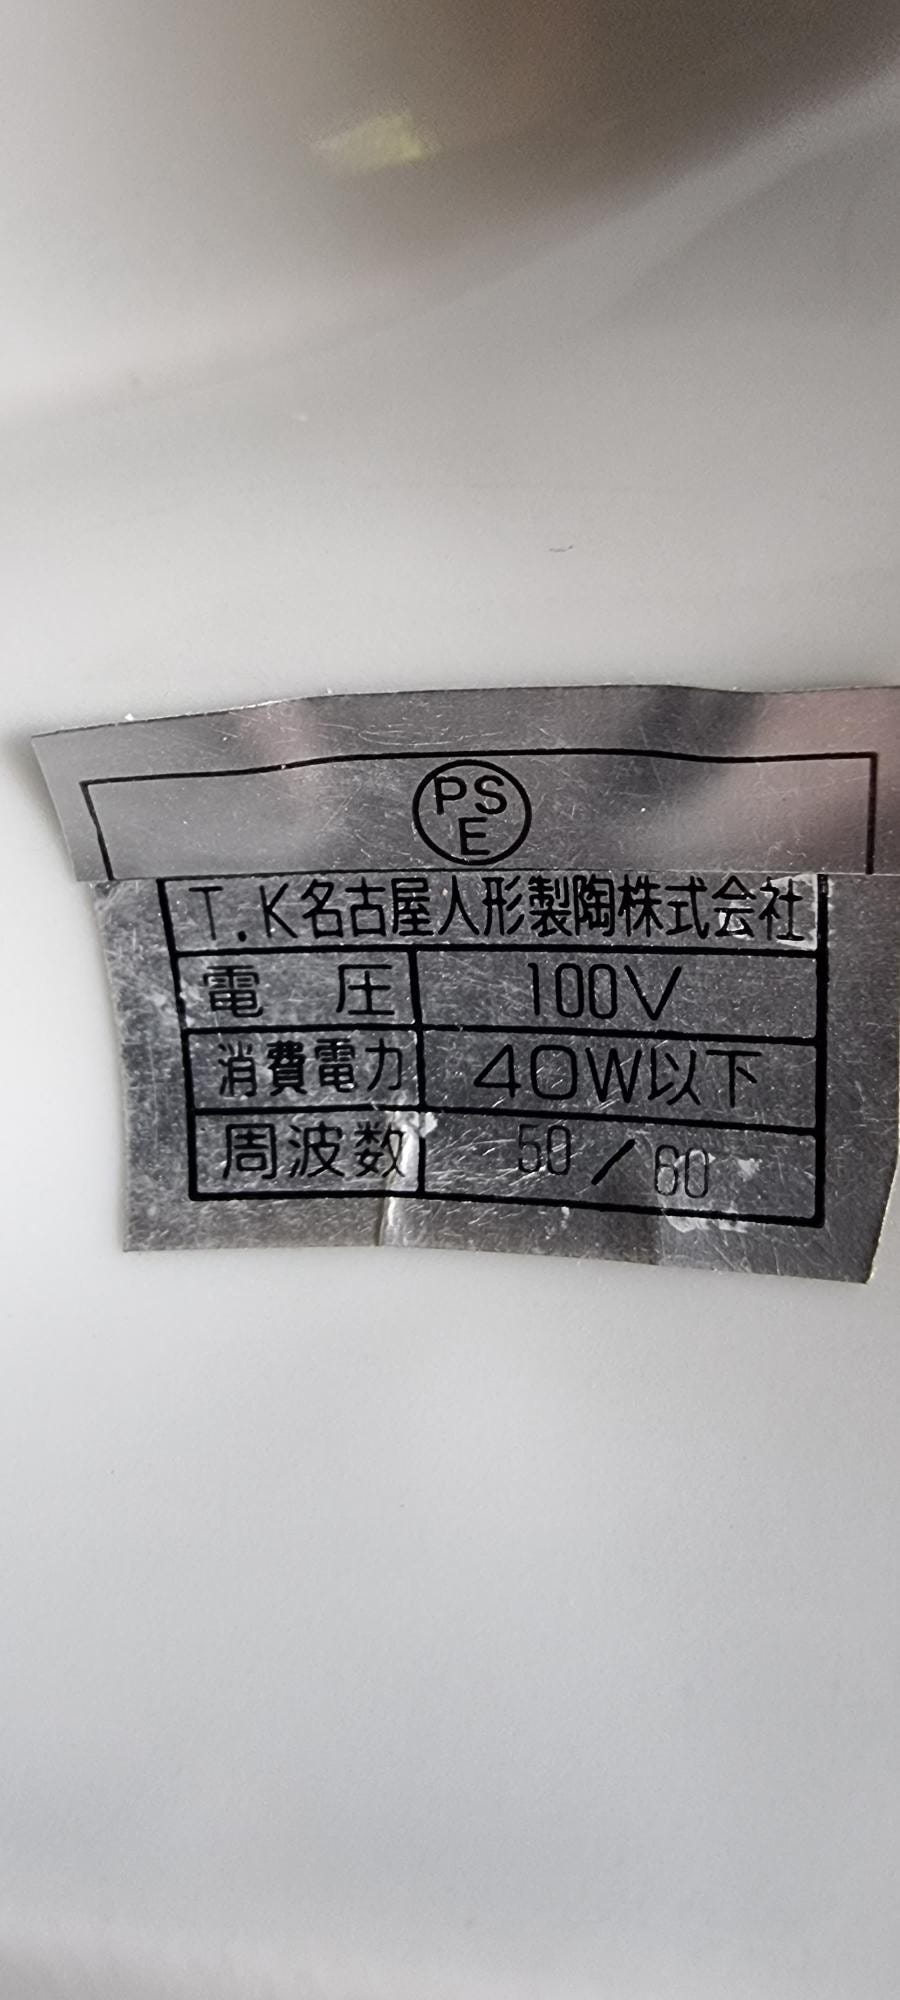 PS
E
T.K名古屋人形製陶株式会社
電 圧 100V
消費電力 40W以下
周波数 50/60